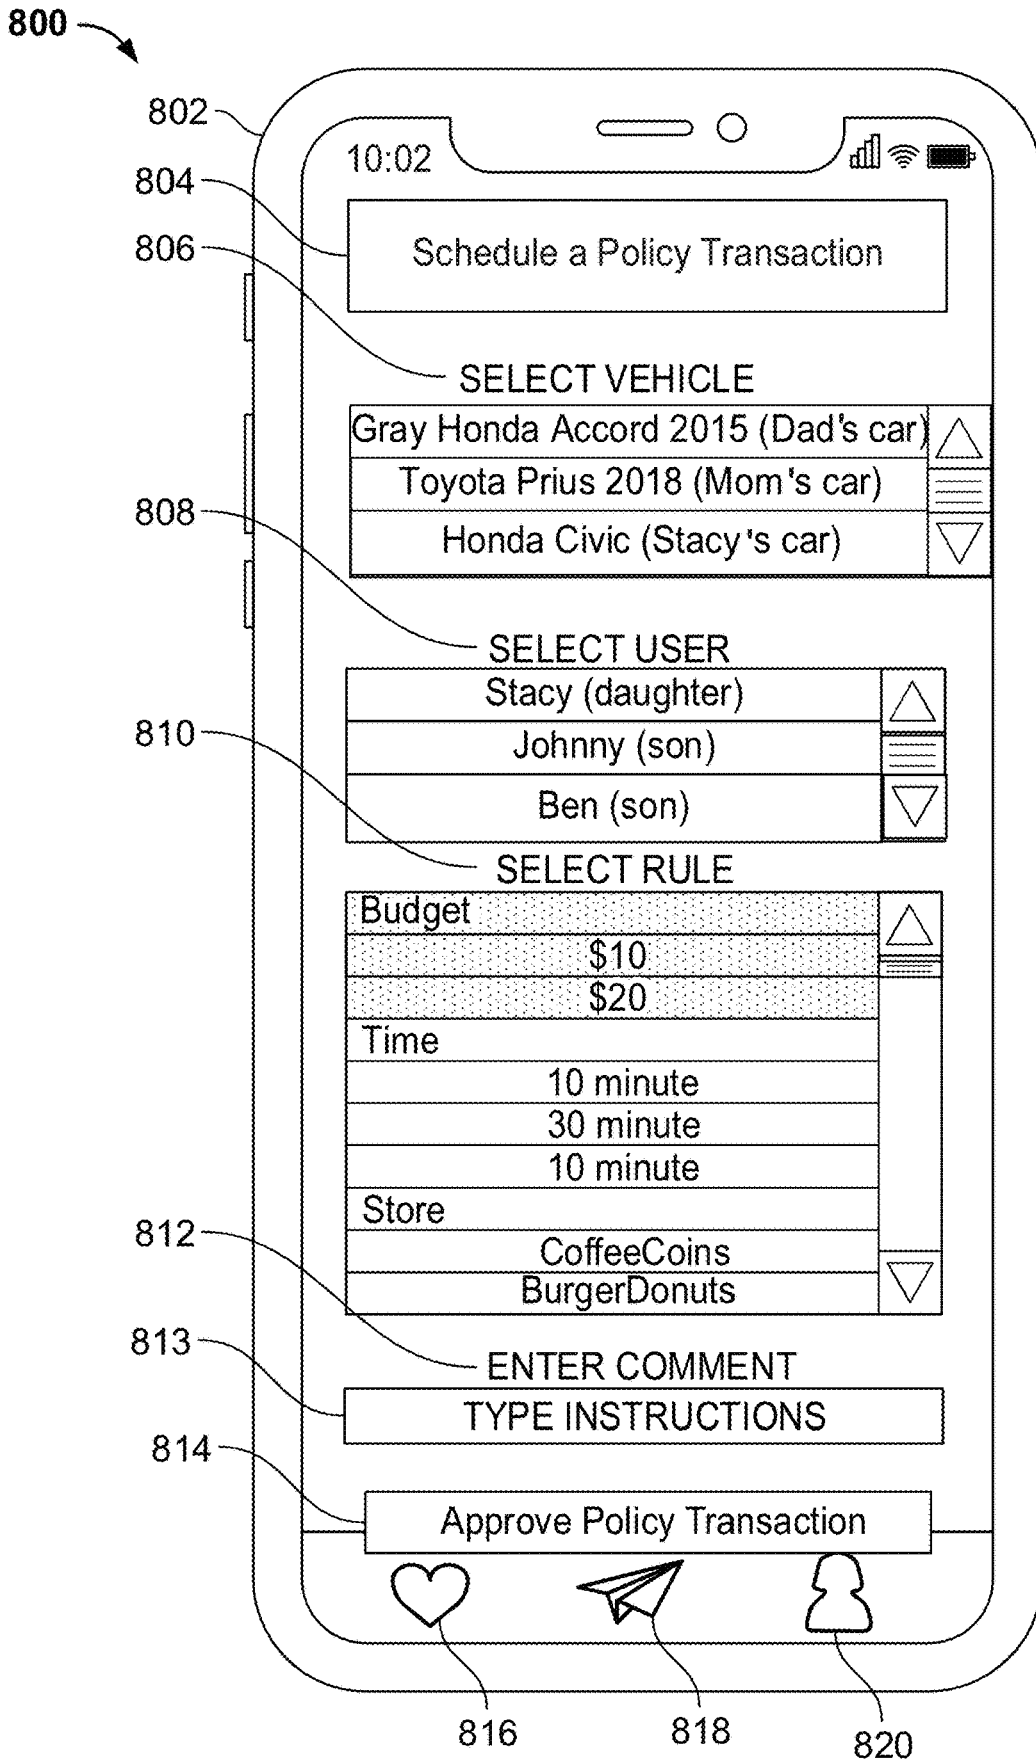 800
802
10:02
804
Schedule a Policy Transaction
806
SELECT VEHICLE
Gray Honda Accord 2015 (Dad's car)
Toyota Prius 2018 (Mom's car)
808
Honda Civic (Stacy's car)
SELECT USER
Stacy (daughter)
810
Johnny (son)
Ben (son)
SELECT RULE
Budget
$10
$20
Time
10 minute
30 minute
10 minute
Store
812
CoffeeCoins
BurgerDonuts
813
ENTER COMMENT
TYPE INSTRUCTIONS
814
Approve Policy Transaction
816
818
820